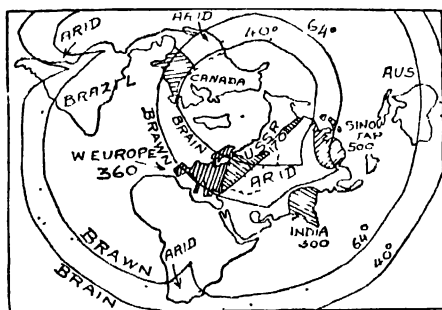 ARID
ARID
64°
40°
BRAZIL
CANADA
AUS
BRAWN
BRAIN
USSR
170
SINOW
JAP
500
W EUROPE
360
ARID
INDIA
300
ARID
64°
40°
BRAWN
BRAIN